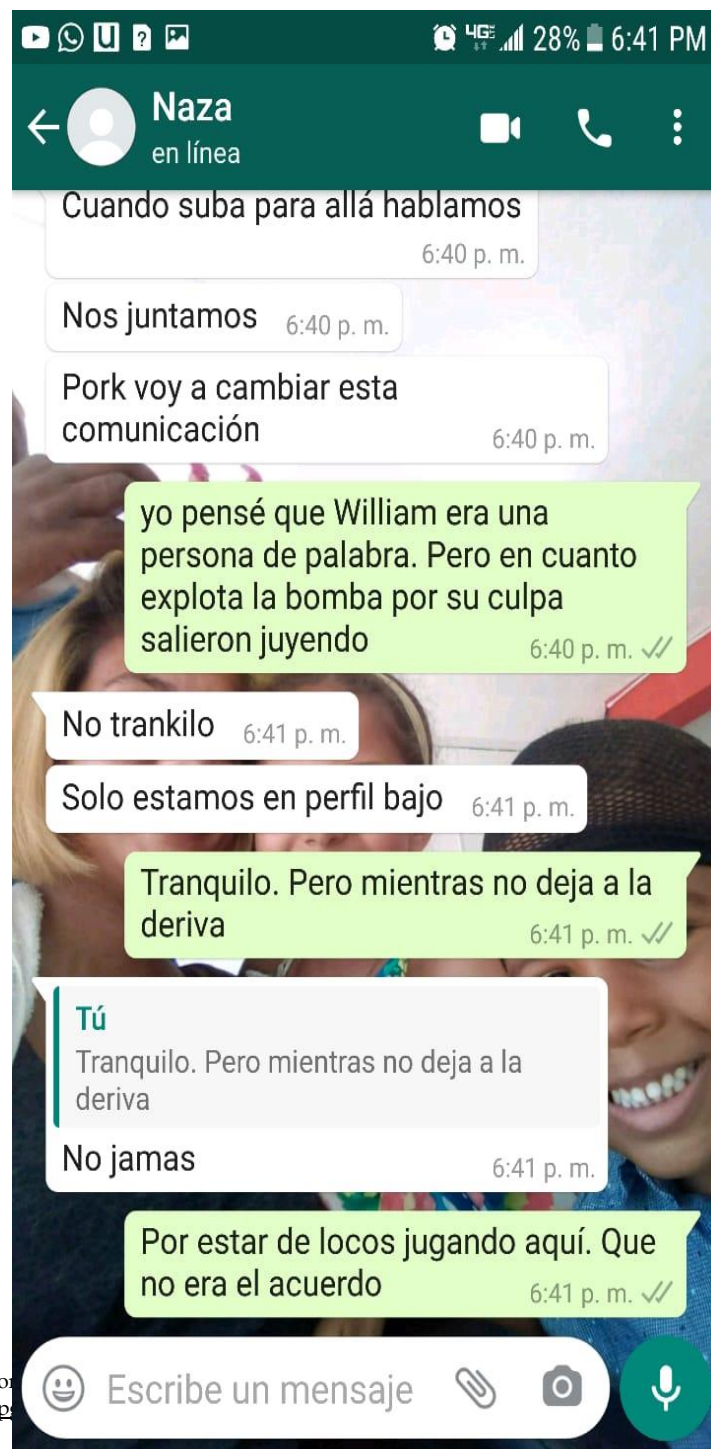 U ? 4GE 28% 6:41 PM
Naza
en línea
Cuando suba para allá hablamos
6:40 p. m.
Nos juntamos 6:40 p. m.
Pork voy a cambiar esta
comunicación 6:40 p. m.
yo pensé que William era una
persona de palabra. Pero en cuanto
explota la bomba por su culpa
salieron juyendo 6:40 p. m.
No trankilo 6:41 p. m.
Solo estamos en perfil bajo 6:41 p. m.
Tranquilo. Pero mientras no deja a la
deriva 6:41 p. m.
Tú
Tranquilo. Pero mientras no deja a la
deriva
No jamas 6:41 p. m.
Por estar de locos jugando aquí. Que
no era el acuerdo 6:41 p. m.
Escribe un mensaje